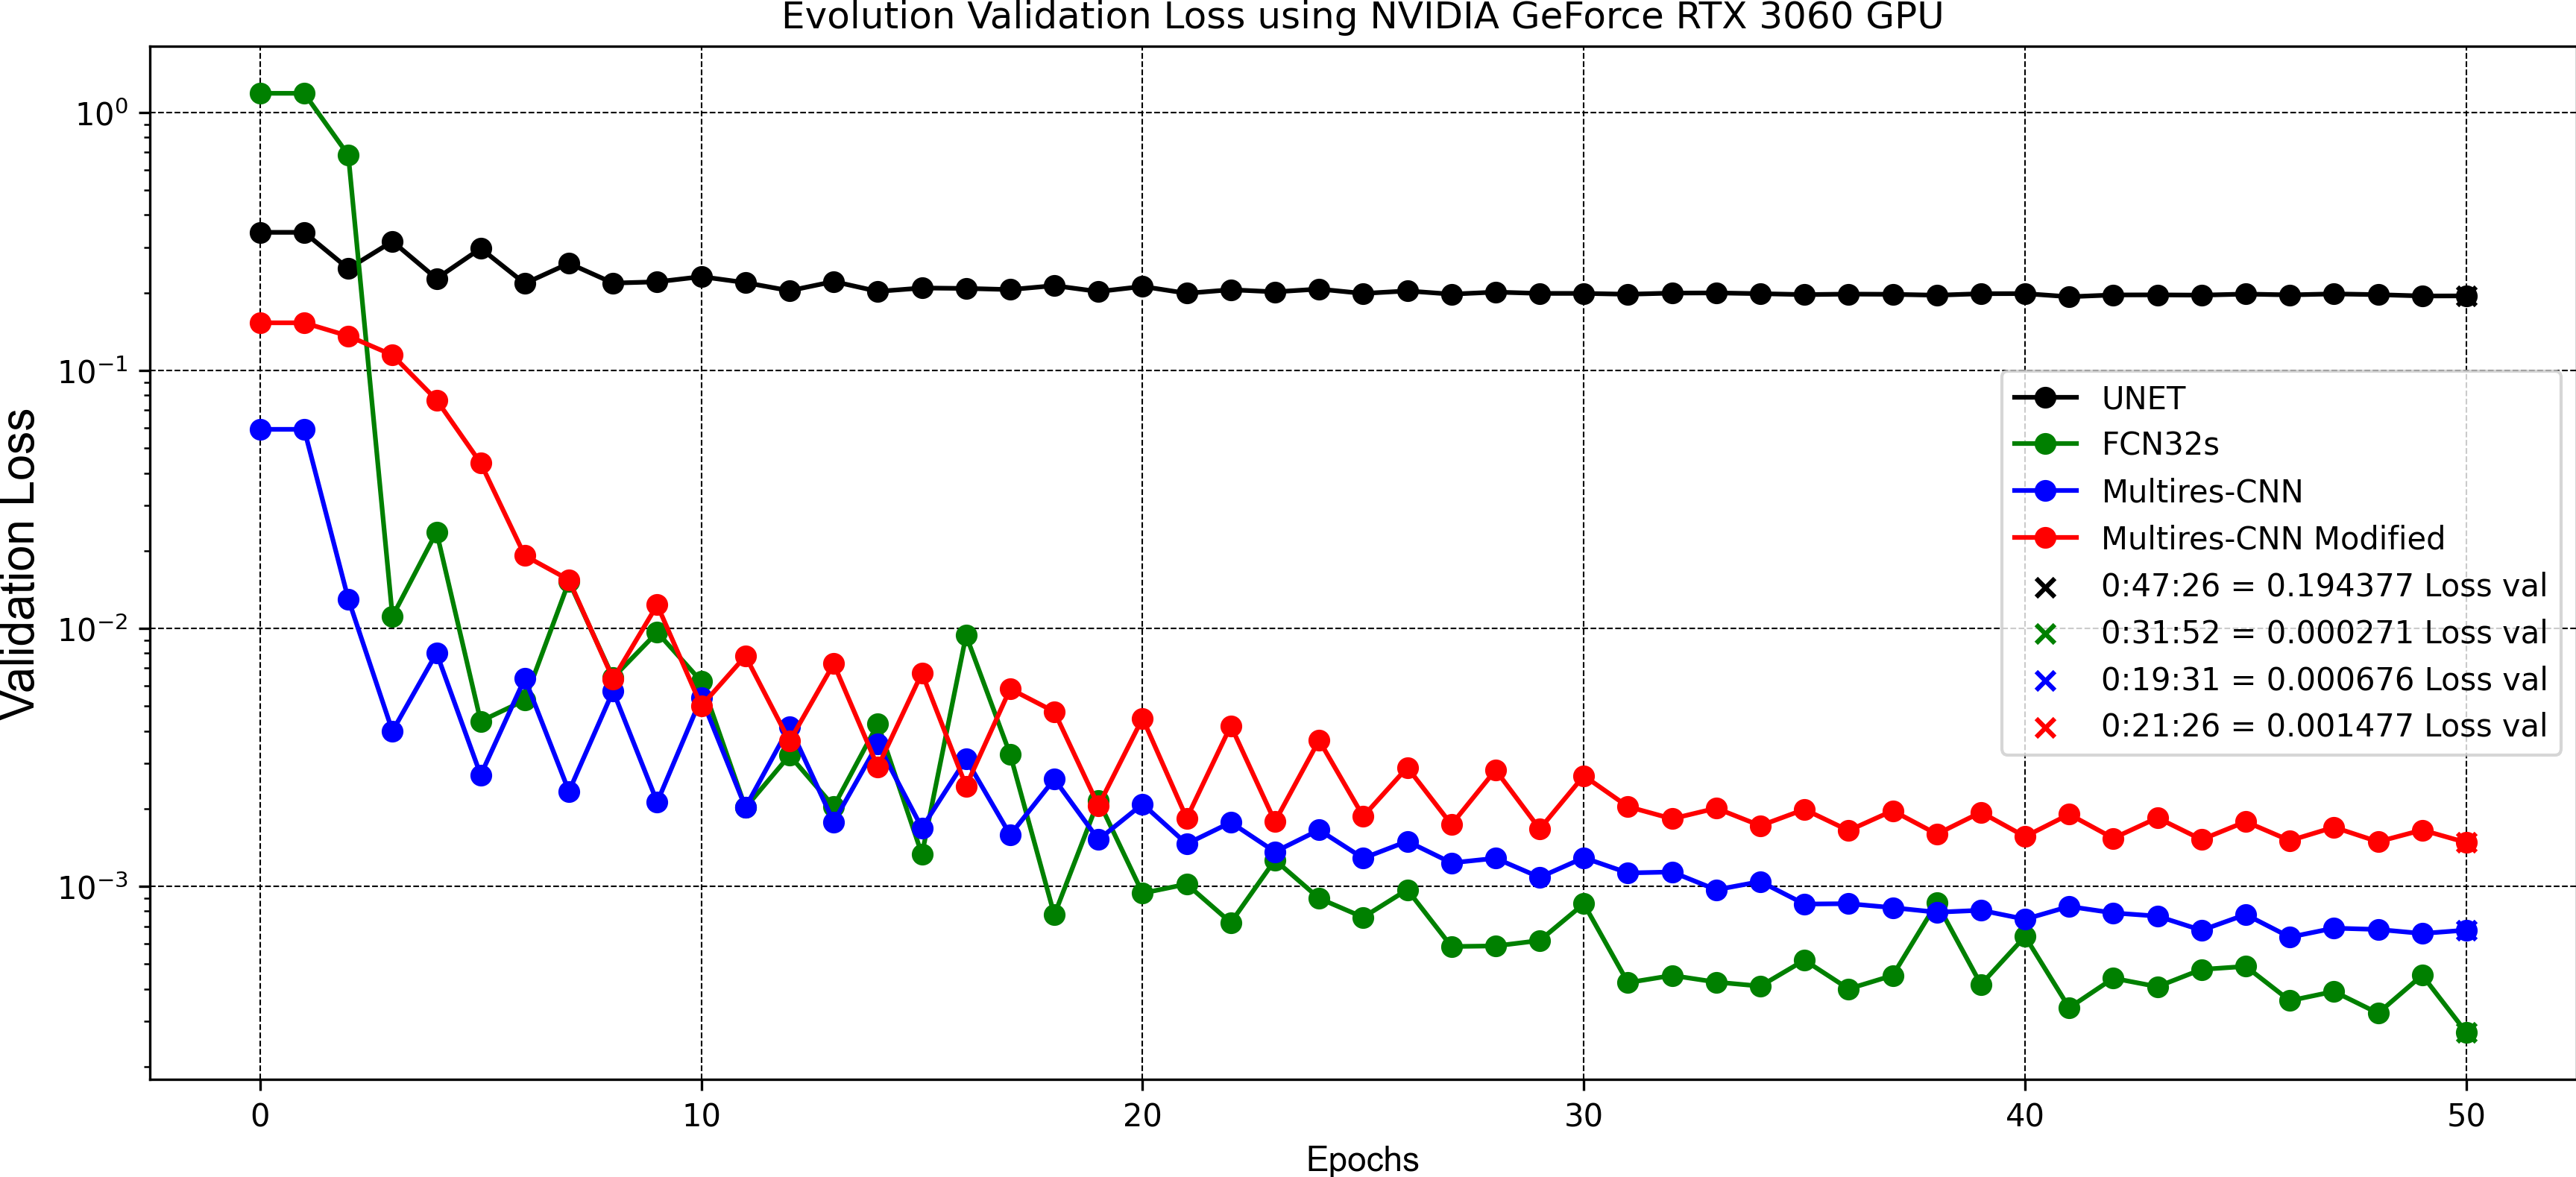 Evolution Validation Loss using NVIDIA GeForce RTX 3060 GPU
Validation Loss
10⁰
10⁻¹
10⁻²
10⁻³
UNET
FCN32s
Multires-CNN
Multires-CNN Modified
0:47:26 = 0.194377 Loss val
0:31:52 = 0.000271 Loss val
0:19:31 = 0.000676 Loss val
0:21:26 = 0.001477 Loss val
0 10 20 30 40 50
Epochs